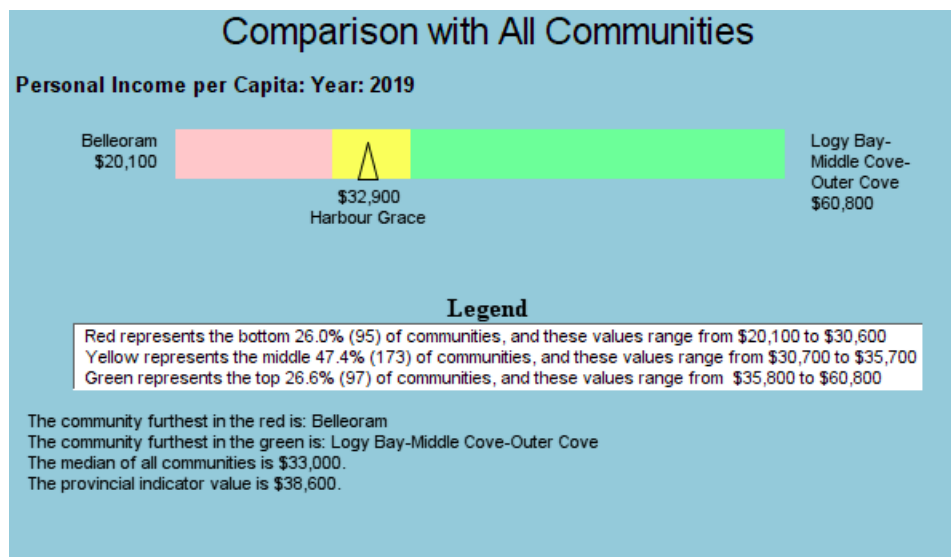 Comparison with All Communities
Personal Income per Capita: Year: 2019
Belleoram
$20,100
$32,900
Harbour Grace
Logy Bay-
Middle Cove-
Outer Cove
$60,800
Legend
Red represents the bottom 26.0% (95) of communities, and these values range from $20,100 to $30,600
Yellow represents the middle 47.4% (173) of communities, and these values range from $30,700 to $35,700
Green represents the top 26.6% (97) of communities, and these values range from $35,800 to $60,800
The community furthest in the red is: Belleoram
The community furthest in the green is: Logy Bay-Middle Cove-Outer Cove
The median of all communities is $33,000.
The provincial indicator value is $38,600.